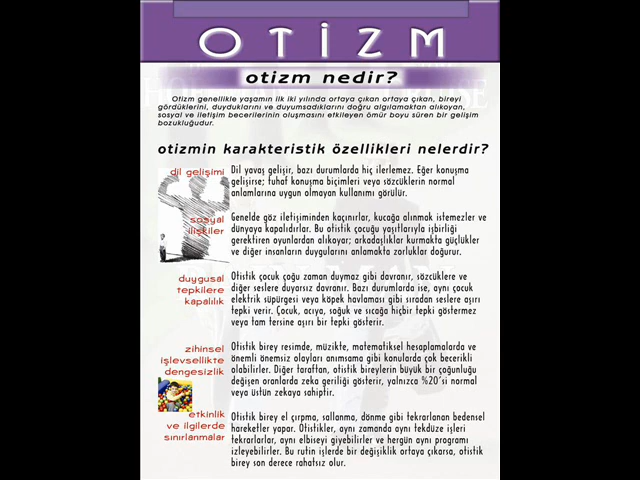 OTİZM
otizm nedir?
Otizm genellikle yaşamın ilk iki yılında ortaya çıkan ortaya çıkan, bireyi
gördüklerini, duyduklarını ve duyumsadıklarını doğru algılamaktan alıkoyan,
sosyal ve iletişim becerilerinin oluşmasını etkileyen ömür boyu süren bir gelişim
bozukluğudur.
otizmin karakteristik özellikleri nelerdir?
dil gelişimi
Dil yavaş gelişir, bazı durumlarda hiç ilerlemez. Eğer konuşma
gelişirse; tuhaf konuşma biçimleri veya sözcüklerin normal
anlamlarına uygun olmayan kullanımı görülür.
sosyal
ilişkiler
Genelde göz iletişiminden kaçınırlar, kucağa alınmak istemezler ve
dünyaya kapalıdırlar. Bu otistik çocuğu yaşıtlarıyla işbirliği
gerektiren oyunlardan alıkoyar; arkadaşlıklar kurmakta güçlükler
ve diğer insanların duygularını anlamakta zorluklar doğurur.
duygusal
tepkilere
kapalılık
Otistik çocuk çoğu zaman duymaz gibi davranır, sözcüklere ve
diğer seslere duyarsız davranır. Bazı durumlarda ise, aynı çocuk
elektrik süpürgesi veya köpek havlaması gibi sıradan seslere aşırı
tepki verir. Çocuk, acıya, soğuk ve sıcağa hiçbir tepki göstermez
veya tam tersine aşırı bir tepki gösterir.
zihinsel
işlevsellikte
dengesizlik
Otistik birey resimde, müzikte, matematiksel hesaplamalarda ve
önemli önemsiz olayları anımsama gibi konularda çok becerikli
olabilirler. Diğer taraftan, otistik bireylerin büyük bir çoğunluğu
değişen oranlarda zeka geriliği gösterir, yalnızca %20'si normal
veya üstün zekaya sahiptir.
etkinlik
ve ilgilerde
sınırlanmalar
Otistik birey el çırpma, sallanma, dönme gibi tekrarlanan bedensel
hareketler yapar. Otistikler, aynı zamanda aynı tekdüze işleri
tekrarlarlar, aynı elbiseyi giyebilirler ve hergün aynı programı
izleyebilirler. Bu rutin işlerde bir değişiklik ortaya çıkarsa, otistik
birey son derece rahatsız olur.